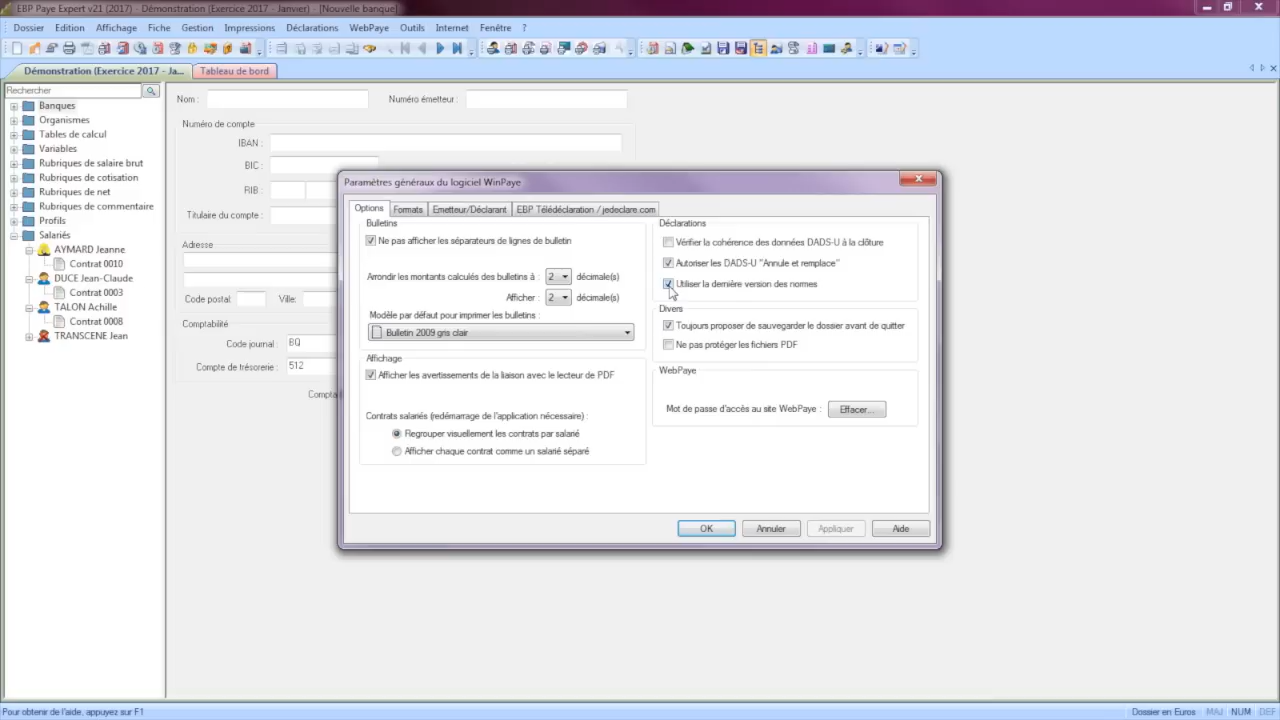 EBP Paye Expert v21 (2017) - Démonstration (Exercice 2017 - Janvier) - [Nouvelle banque]
Dossier Edition Affichage Fiche Gestion Impressions Déclarations WebPaye Outils Internet Fenêtre ?
Démonstration (Exercice 2017 - Ja... Tableau de bord
Rechercher
Banques
Organismes
Tables de calcul
Variables
Rubriques de salaire brut
Rubriques de cotisation
Rubriques de net
Rubriques de commentaire
Profils
Salariés
AYMARD Jeanne
Contrat 0010
DUCE Jean-Claude
Contrat 0003
TALON Achille
Contrat 0008
TRANSCENE Jean
Nom : Numéro émetteur :
Numéro de compte
IBAN :
BIC :
RIB :
Titulaire du compte :
Adresse
Code postal: Ville:
Comptabilité
Code journal : BQ
Compte de trésorerie : 512
Compta
Paramètres généraux du logiciel WinPaye
Options Formats Emetteur/Déclarant EBP Télédéclaration / jedeclare.com
Bulletins
Ne pas afficher les séparateurs de lignes de bulletin
Arrondir les montants calculés des bulletins à : 2 décimale(s)
Afficher : 2 décimale(s)
Modèle par défaut pour imprimer les bulletins :
Bulletin 2009 gris clair
Affichage
Afficher les avertissements de la liaison avec le lecteur de PDF
Contrats salariés (redémarrage de l'application nécessaire) :
Regrouper visuellement les contrats par salarié
Afficher chaque contrat comme un salarié séparé
Déclarations
Vérifier la cohérence des données DADS-U à la clôture
Autoriser les DADS-U "Annule et remplace"
Utiliser la dernière version des normes
Divers
Toujours proposer de sauvegarder le dossier avant de quitter
Ne pas protéger les fichiers PDF
WebPaye
Mot de passe d'accès au site WebPaye : Effacer...
OK Annuler Appliquer Aide
Pour obtenir de l'aide, appuyez sur F1 Dossier en Euros MAJ NUM DEF